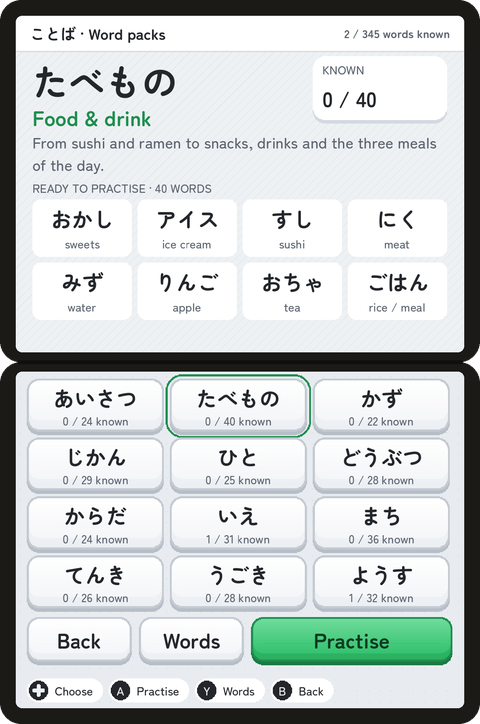 ことば · Word packs
2 / 345 words known
たべもの
KNOWN
0 / 40
Food & drink
From sushi and ramen to snacks, drinks and the three meals
of the day.
READY TO PRACTISE · 40 WORDS
おかし
sweets
アイス
ice cream
すし
sushi
にく
meat
みず
water
りんご
apple
おちゃ
tea
ごはん
rice / meal
あいさつ
0 / 24 known
たべもの
0 / 40 known
かず
0 / 22 known
じかん
0 / 29 known
ひと
0 / 25 known
どうぶつ
0 / 28 known
からだ
0 / 24 known
いえ
1 / 31 known
まち
0 / 36 known
てんき
0 / 26 known
うごき
0 / 28 known
ようす
1 / 32 known
Back
Words
Practise
Choose
A Practise
Y Words
B Back